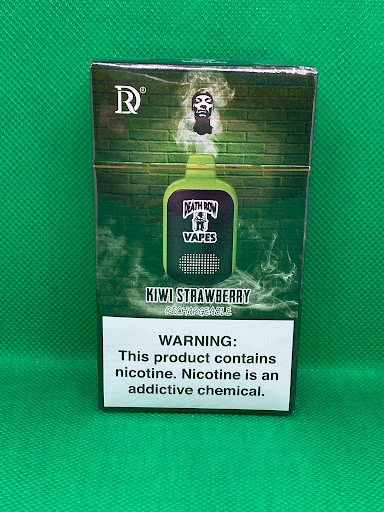 DR®
DEATH ROW
VAPES
KIWI STRAWBERRY
RECHARGEABLE
WARNING:
This product contains
nicotine. Nicotine is an
addictive chemical.